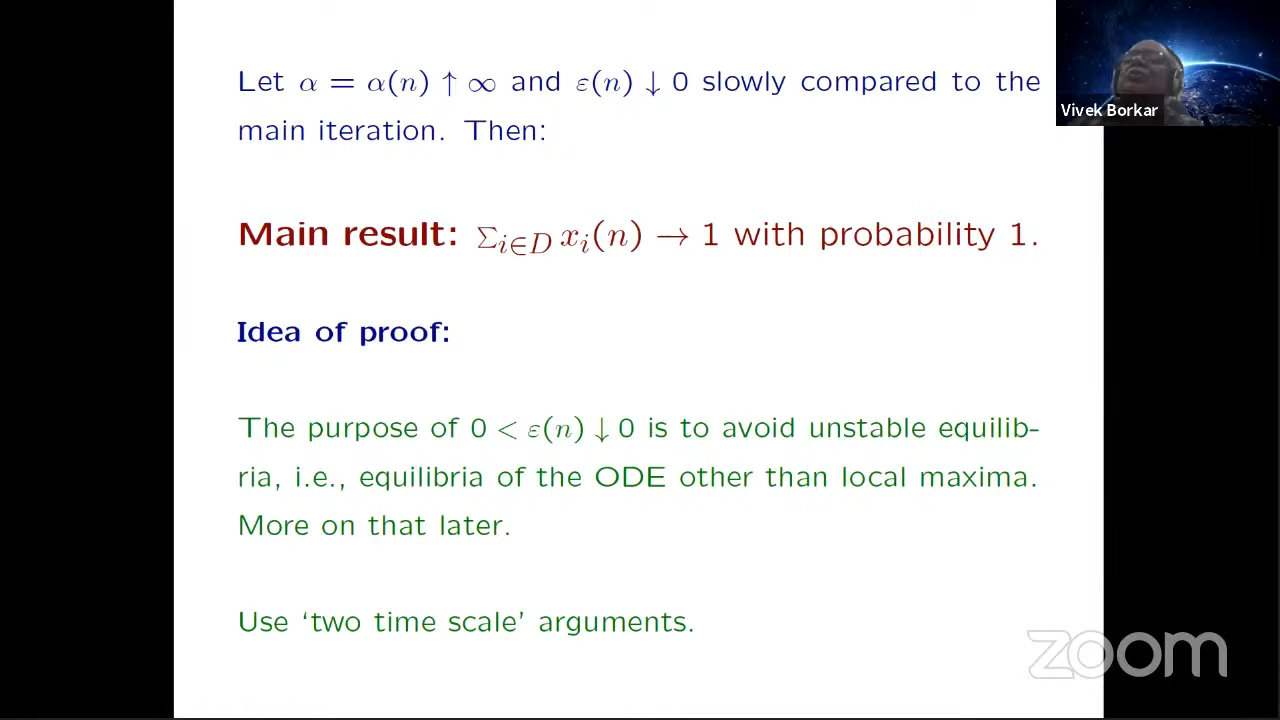 Let α = α(n) ↑ ∞ and ε(n) ↓ 0 slowly compared to the
main iteration. Then:
Main result: Σ_{i∈D} x_i(n) → 1 with probability 1.
Idea of proof:
The purpose of 0 < ε(n) ↓ 0 is to avoid unstable equilib-
ria, i.e., equilibria of the ODE other than local maxima.
More on that later.
Use ‘two time scale’ arguments.
Vivek Borkar
zoom